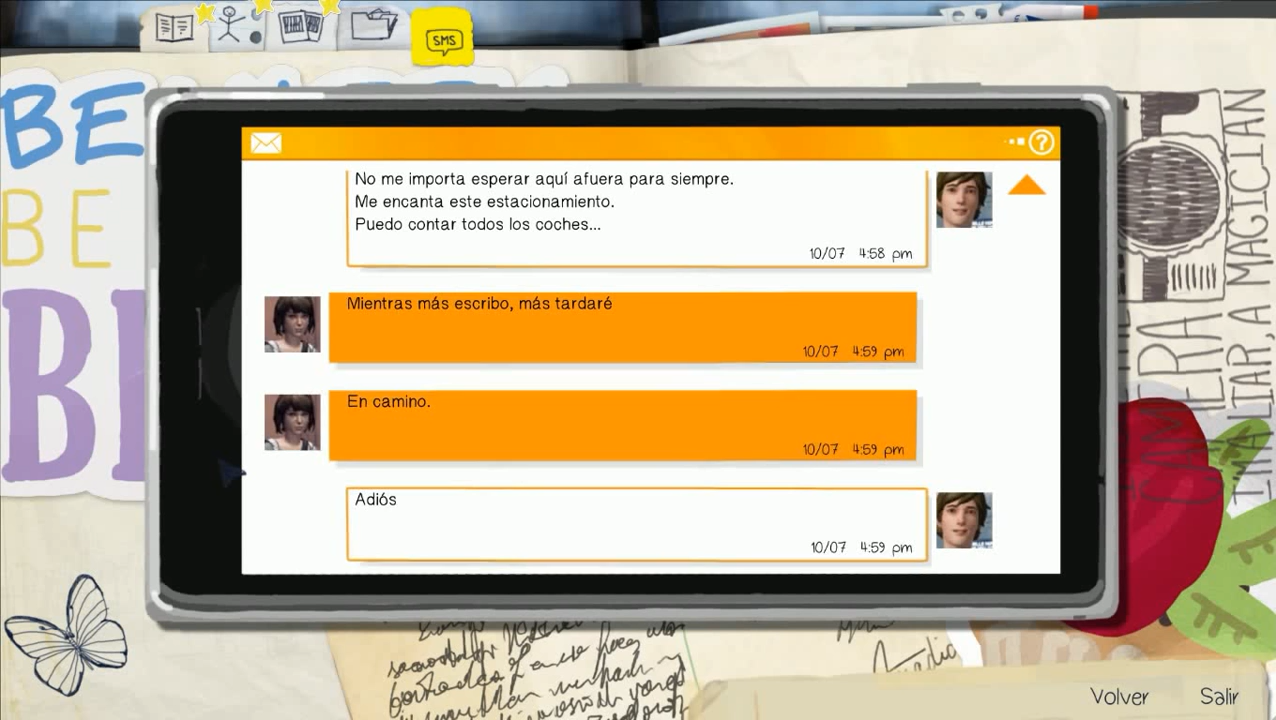 SMS
BE
BE
No me importa esperar aquí afuera para siempre.
Me encanta este estacionamiento.
Puedo contar todos los coches...
10/07 4:58 pm
Mientras más escribo, más tardaré
10/07 4:59 pm
En camino.
10/07 4:59 pm
Adiós
10/07 4:59 pm
CAMERA
A MAGICIAN
Volver
Salir